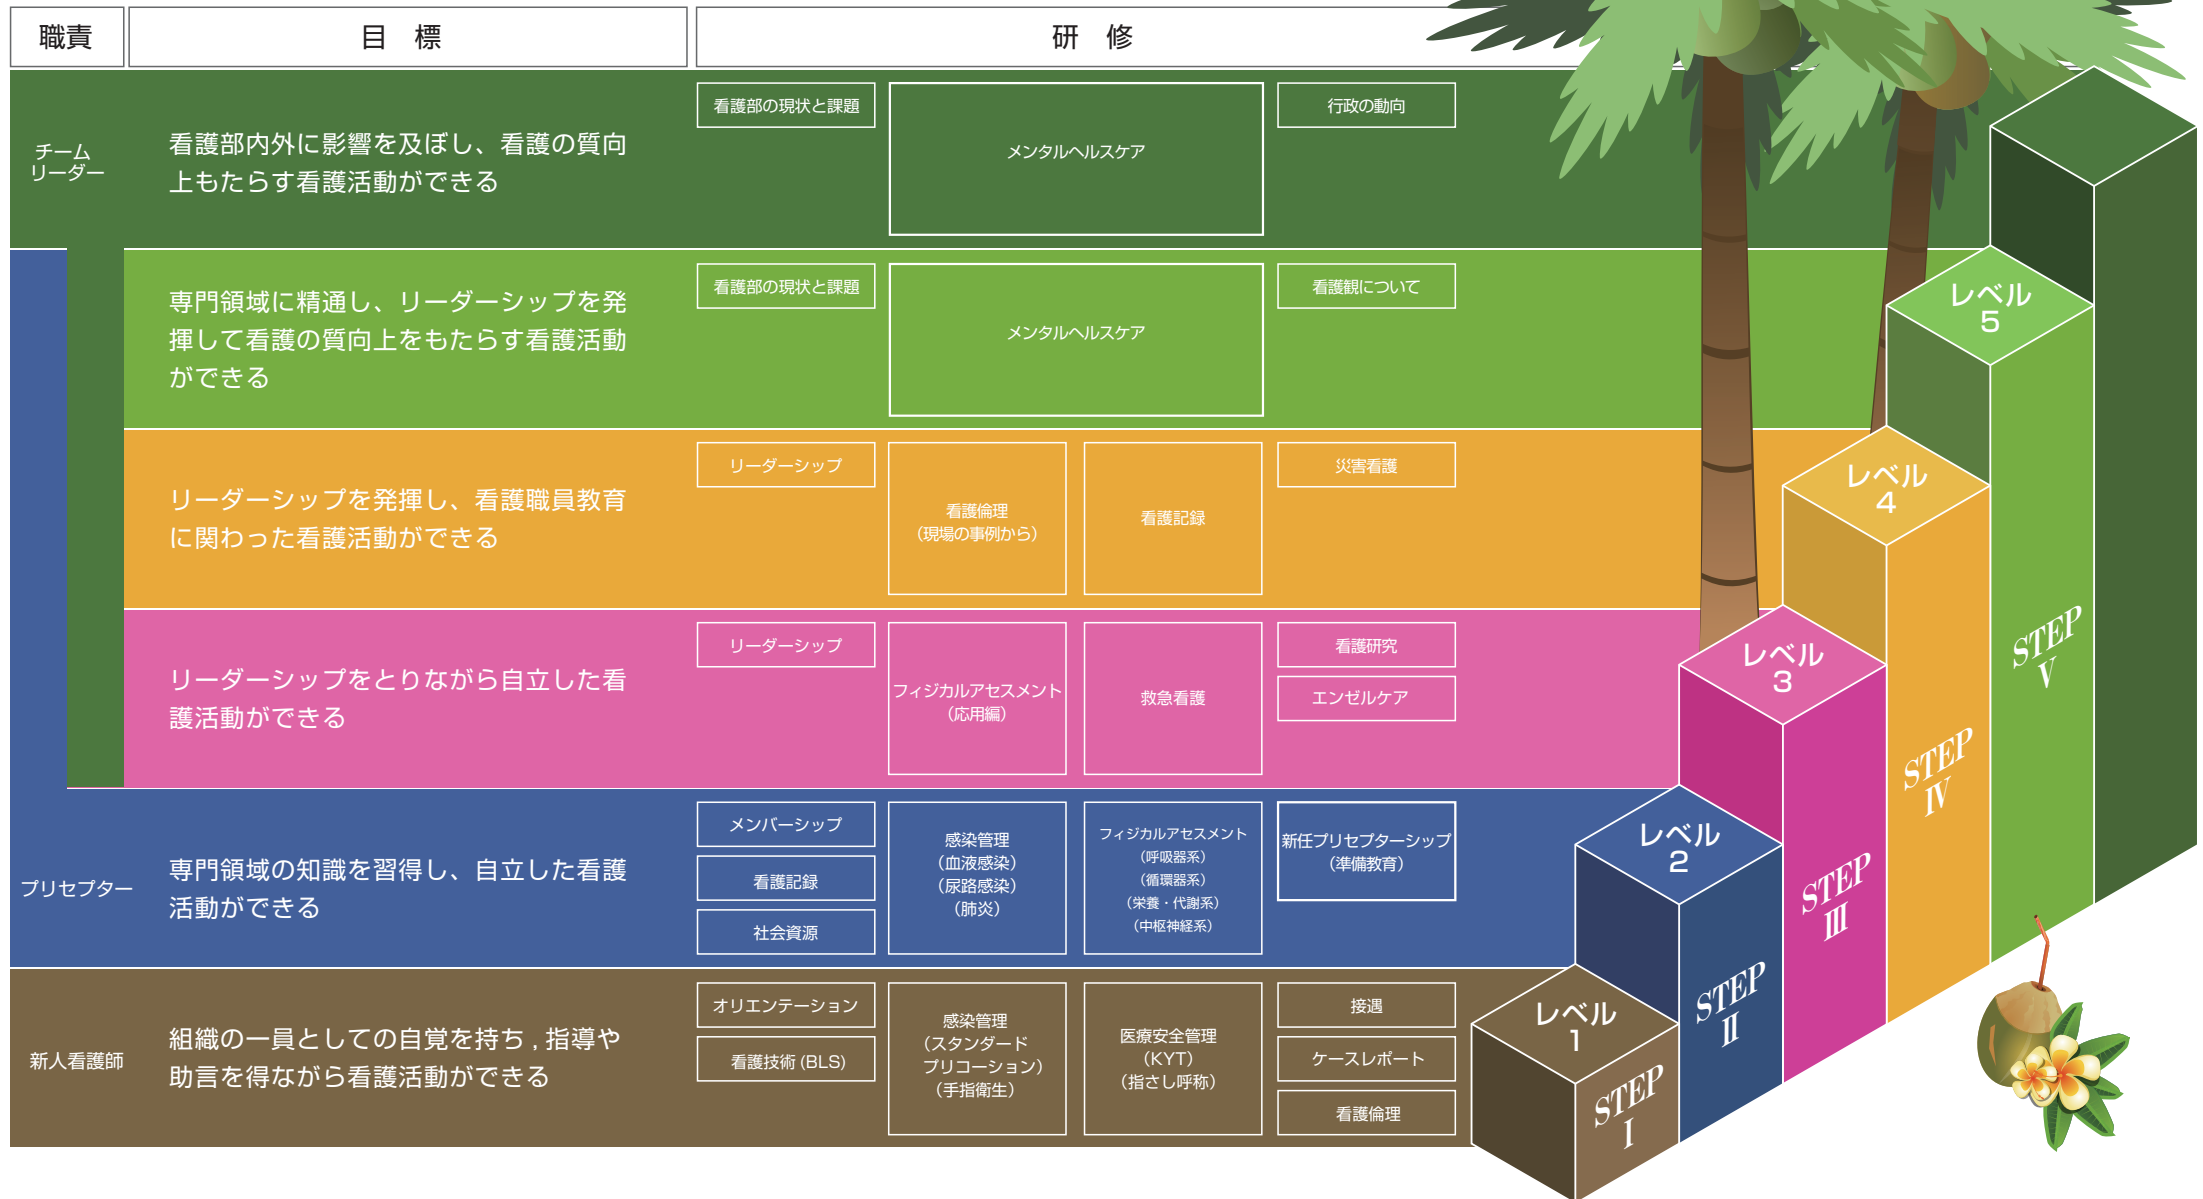 職責
目 標
研 修
チーム
リーダー
看護部内外に影響を及ぼし、看護の質向
上もたらす看護活動ができる
看護部の現状と課題
メンタルヘルスケア
行政の動向
専門領域に精通し、リーダーシップを発
揮して看護の質向上をもたらす看護活動
ができる
看護部の現状と課題
メンタルヘルスケア
看護観について
レベル
5
リーダーシップを発揮し、看護職員教育
に関わった看護活動ができる
リーダーシップ
看護倫理
（現場の事例から）
看護記録
災害看護
レベル
4
STEP
V
リーダーシップをとりながら自立した看
護活動ができる
リーダーシップ
フィジカルアセスメント
（応用編）
救急看護
看護研究
エンゼルケア
レベル
3
STEP
IV
プリセプター
専門領域の知識を習得し、自立した看護
活動ができる
メンバーシップ
看護記録
社会資源
感染管理
（血液感染）
（尿路感染）
（肺炎）
フィジカルアセスメント
（呼吸器系）
（循環器系）
（栄養・代謝系）
（中枢神経系）
新任プリセプターシップ
（準備教育）
レベル
2
STEP
III
新人看護師
組織の一員としての自覚を持ち , 指導や
助言を得ながら看護活動ができる
オリエンテーション
看護技術 (BLS)
感染管理
（スタンダード
プリコーション）
（手指衛生）
医療安全管理
（KYT）
（指さし呼称）
接遇
ケースレポート
看護倫理
レベル
1
STEP
II
STEP
I